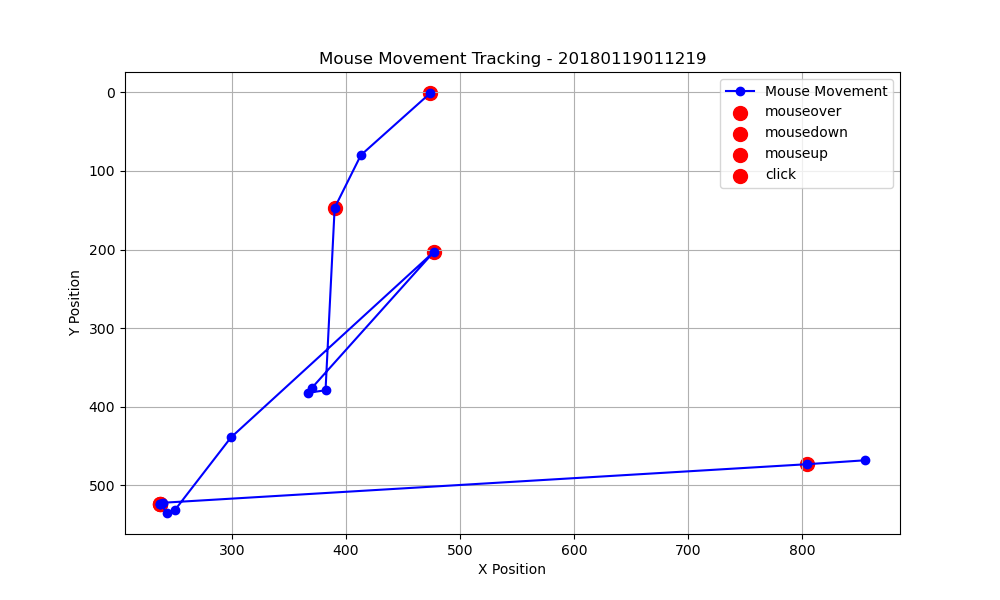 Mouse Movement Tracking - 20180119011219
Mouse Movement
mouseover
mousedown
mouseup
click
0
100
200
300
400
500
Y Position
300
400
500
600
700
800
X Position